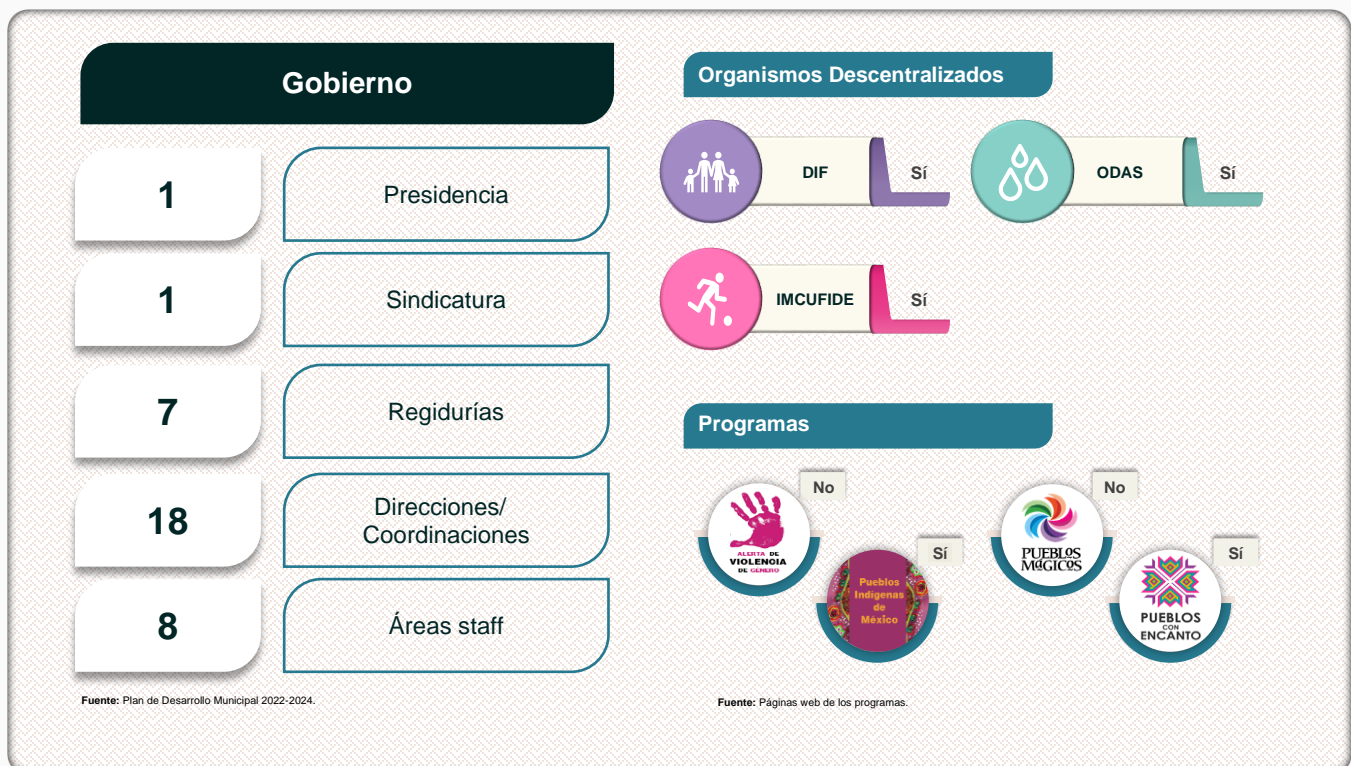 Gobierno
1
Presidencia
1
Sindicatura
7
Regidurías
18
Direcciones/
Coordinaciones
8
Áreas staff
Fuente: Plan de Desarrollo Municipal 2022-2024.
Organismos Descentralizados
DIF
Sí
ODAS
Sí
IMCUFIDE
Sí
Programas
No
ALERTA DE
VIOLENCIA
DE GÉNERO
Sí
Pueblos
Indígenas
de
México
No
PUEBLOS
MÁGICOS
Sí
PUEBLOS
CON
ENCANTO
Fuente: Páginas web de los programas.